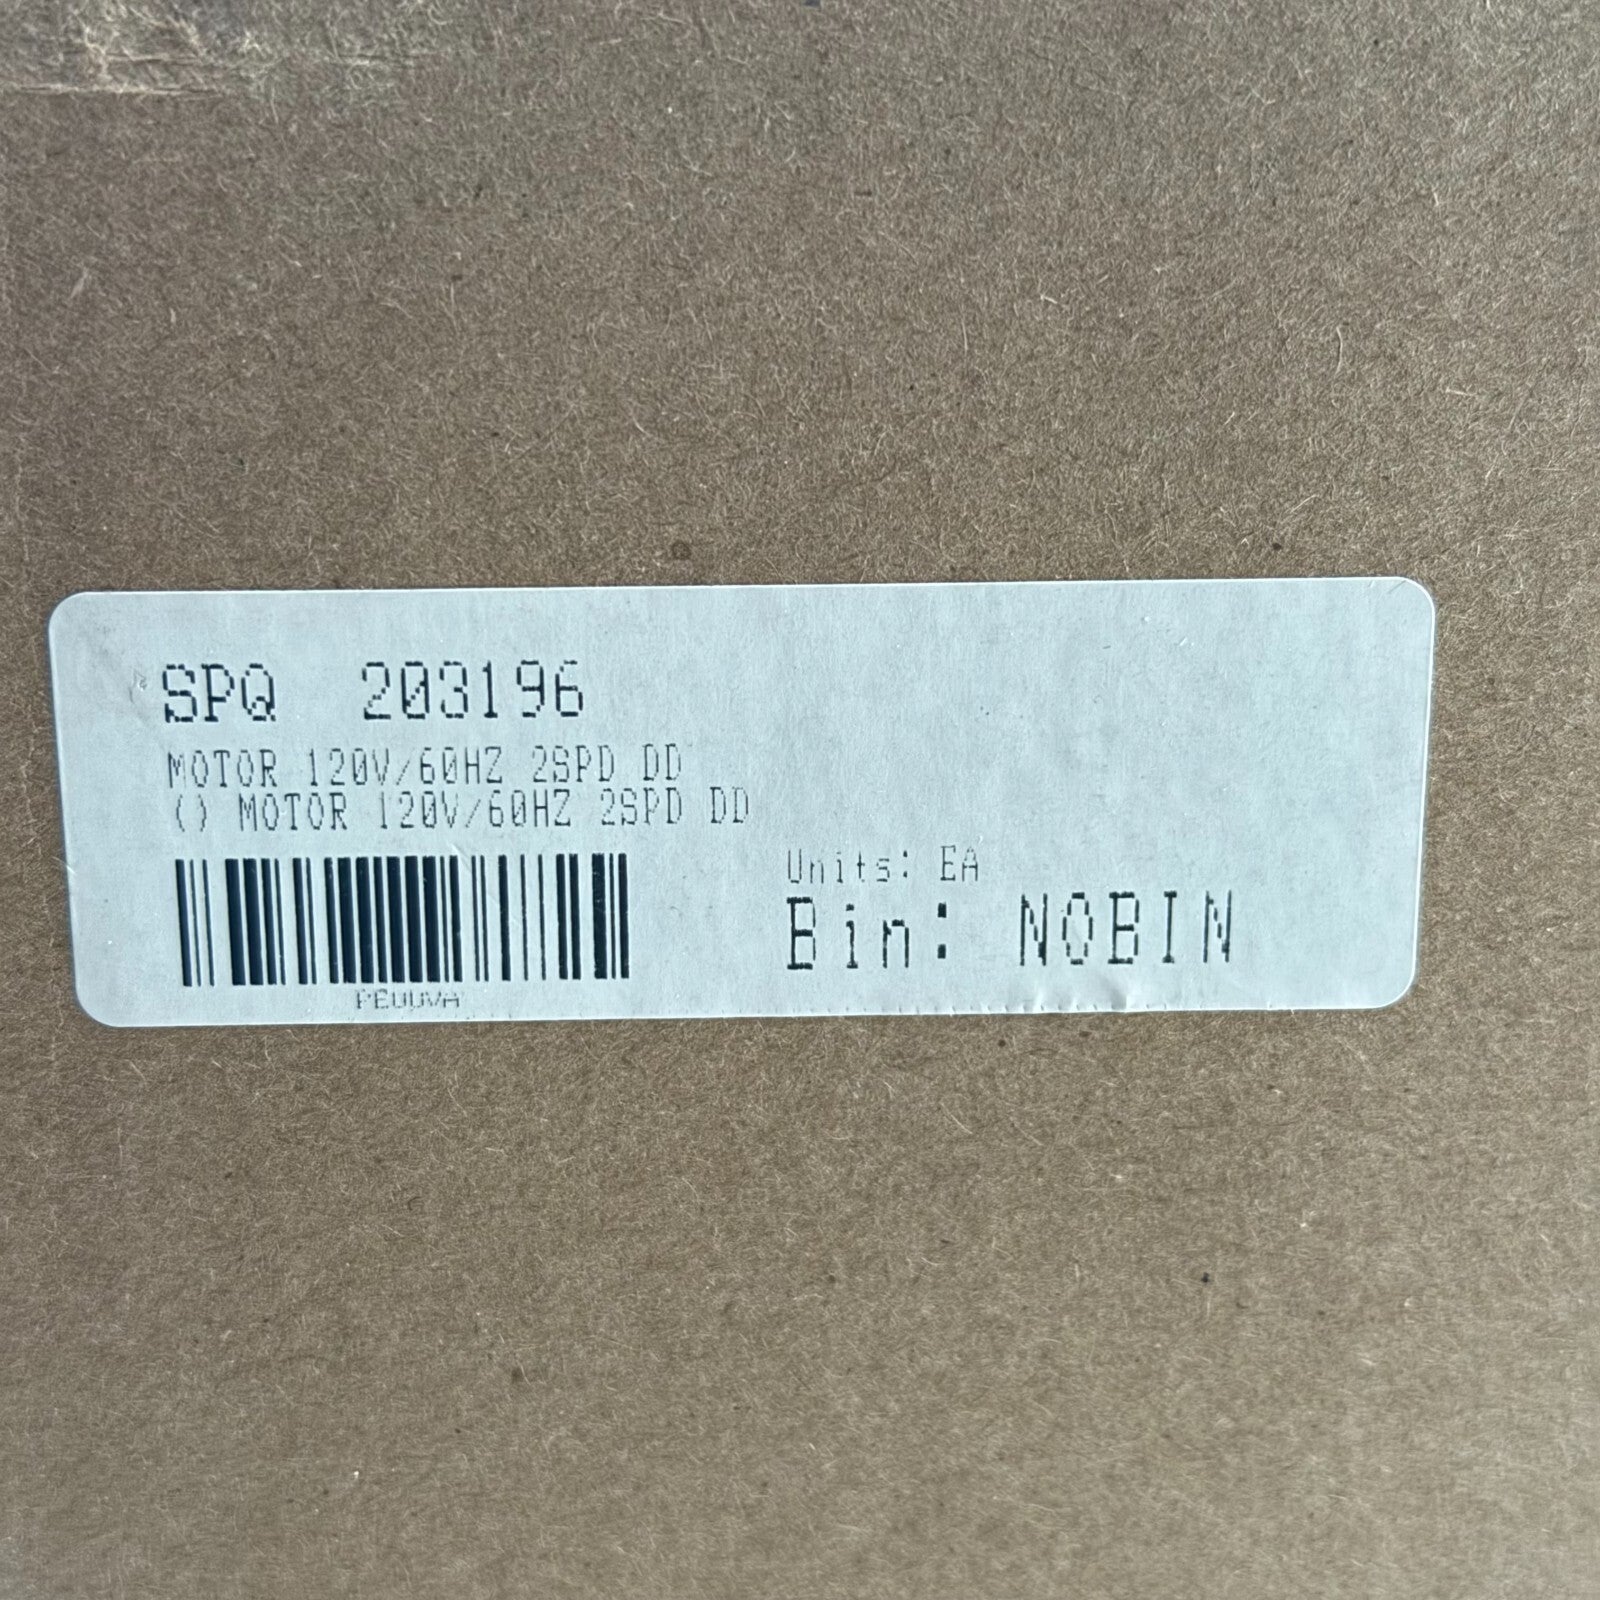 SPQ 203196
MOTOR 120V/60HZ 2SPD DD
() MOTOR 120V/60HZ 2SPD DD
Units: EA
Bin: NOBIN